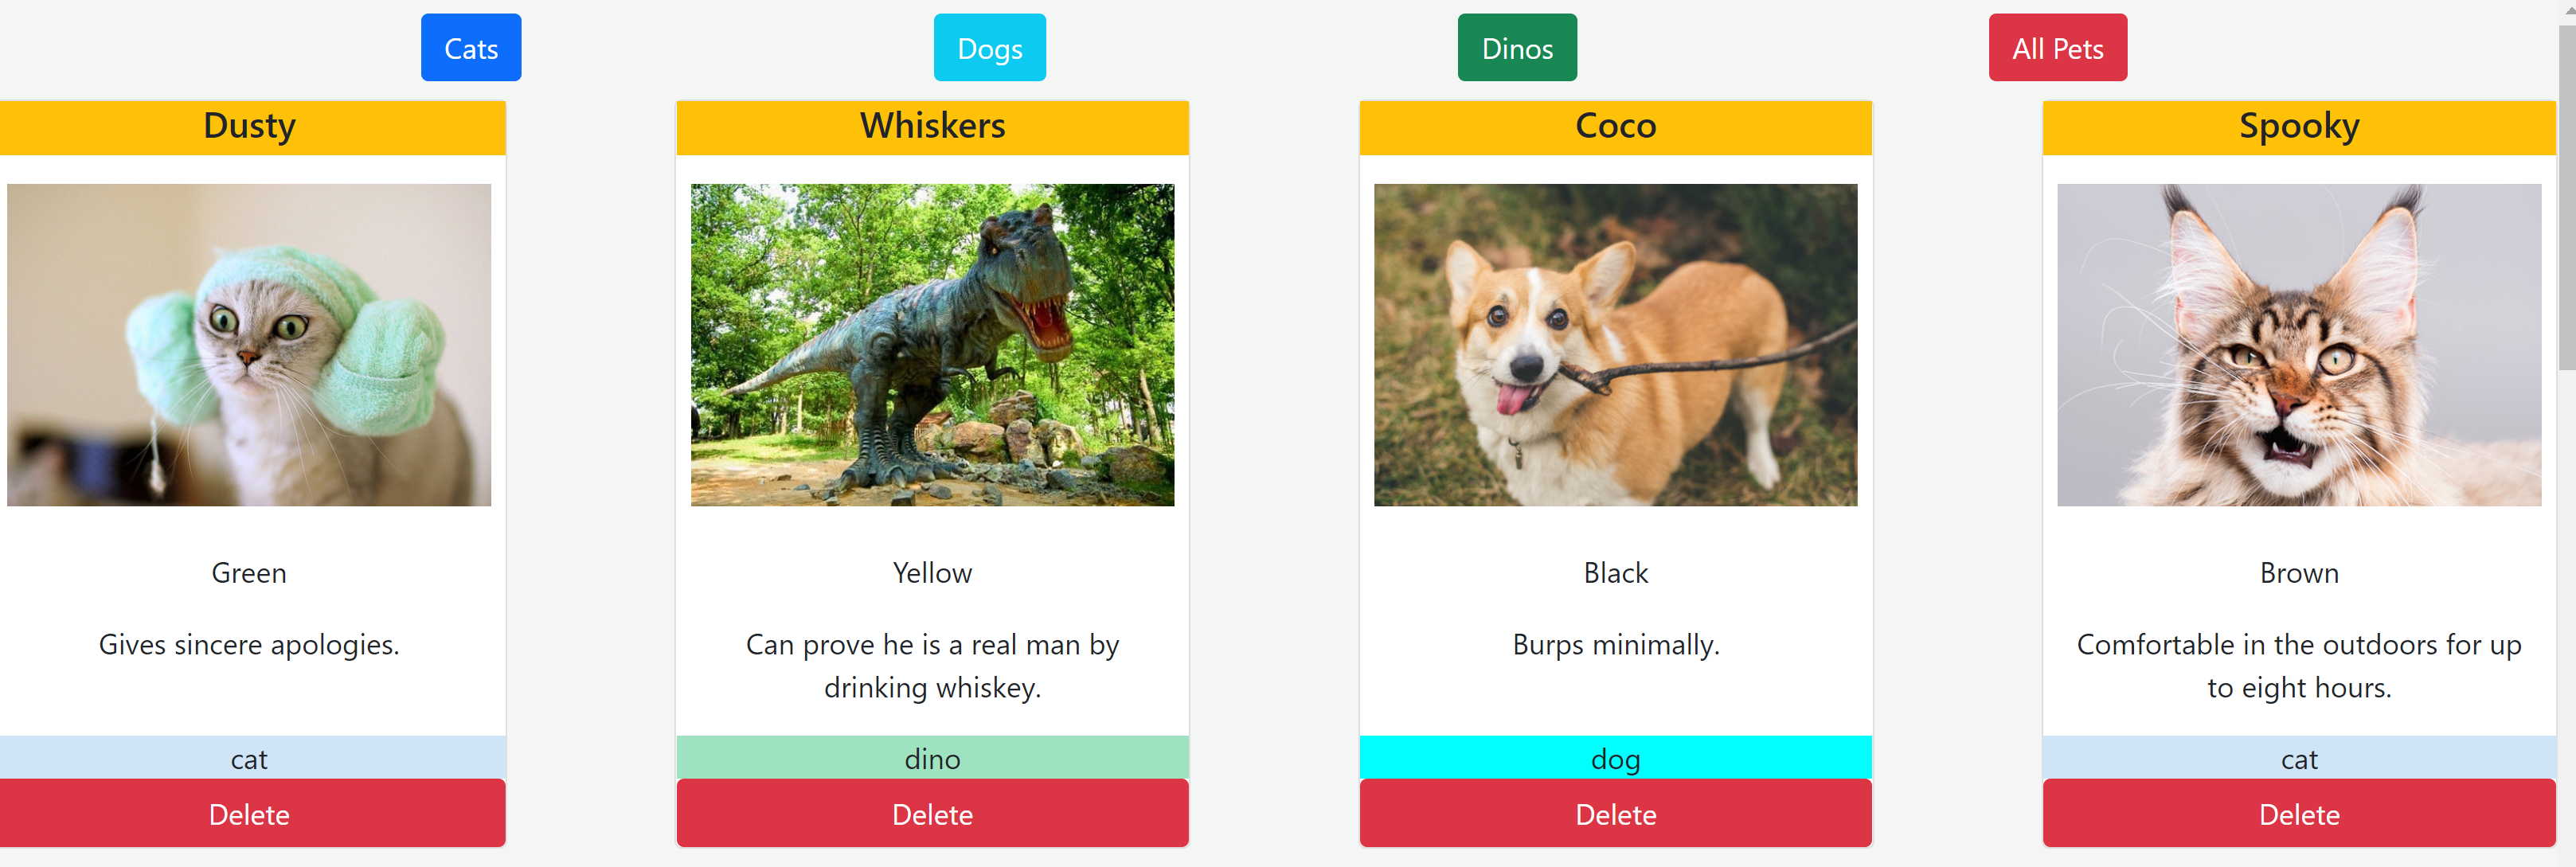 Cats
Dogs
Dinos
All Pets
Dusty
Green
Gives sincere apologies.
cat
Delete
Whiskers
Yellow
Can prove he is a real man by
drinking whiskey.
dino
Delete
Coco
Black
Burps minimally.
dog
Delete
Spooky
Brown
Comfortable in the outdoors for up
to eight hours.
cat
Delete